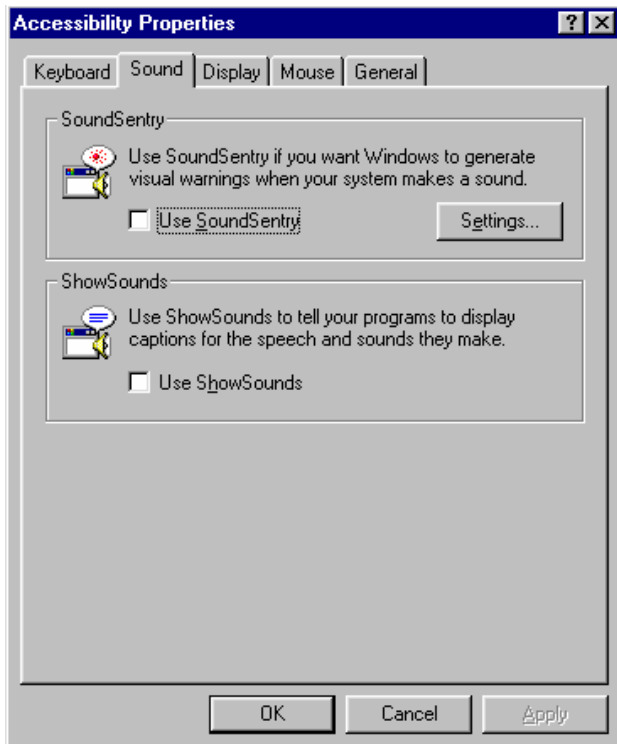 Accessibility Properties
Keyboard Sound Display Mouse General
SoundSentry
Use SoundSentry if you want Windows to generate
visual warnings when your system makes a sound.
Use SoundSentry Settings...
ShowSounds
Use ShowSounds to tell your programs to display
captions for the speech and sounds they make.
Use ShowSounds
OK Cancel Apply